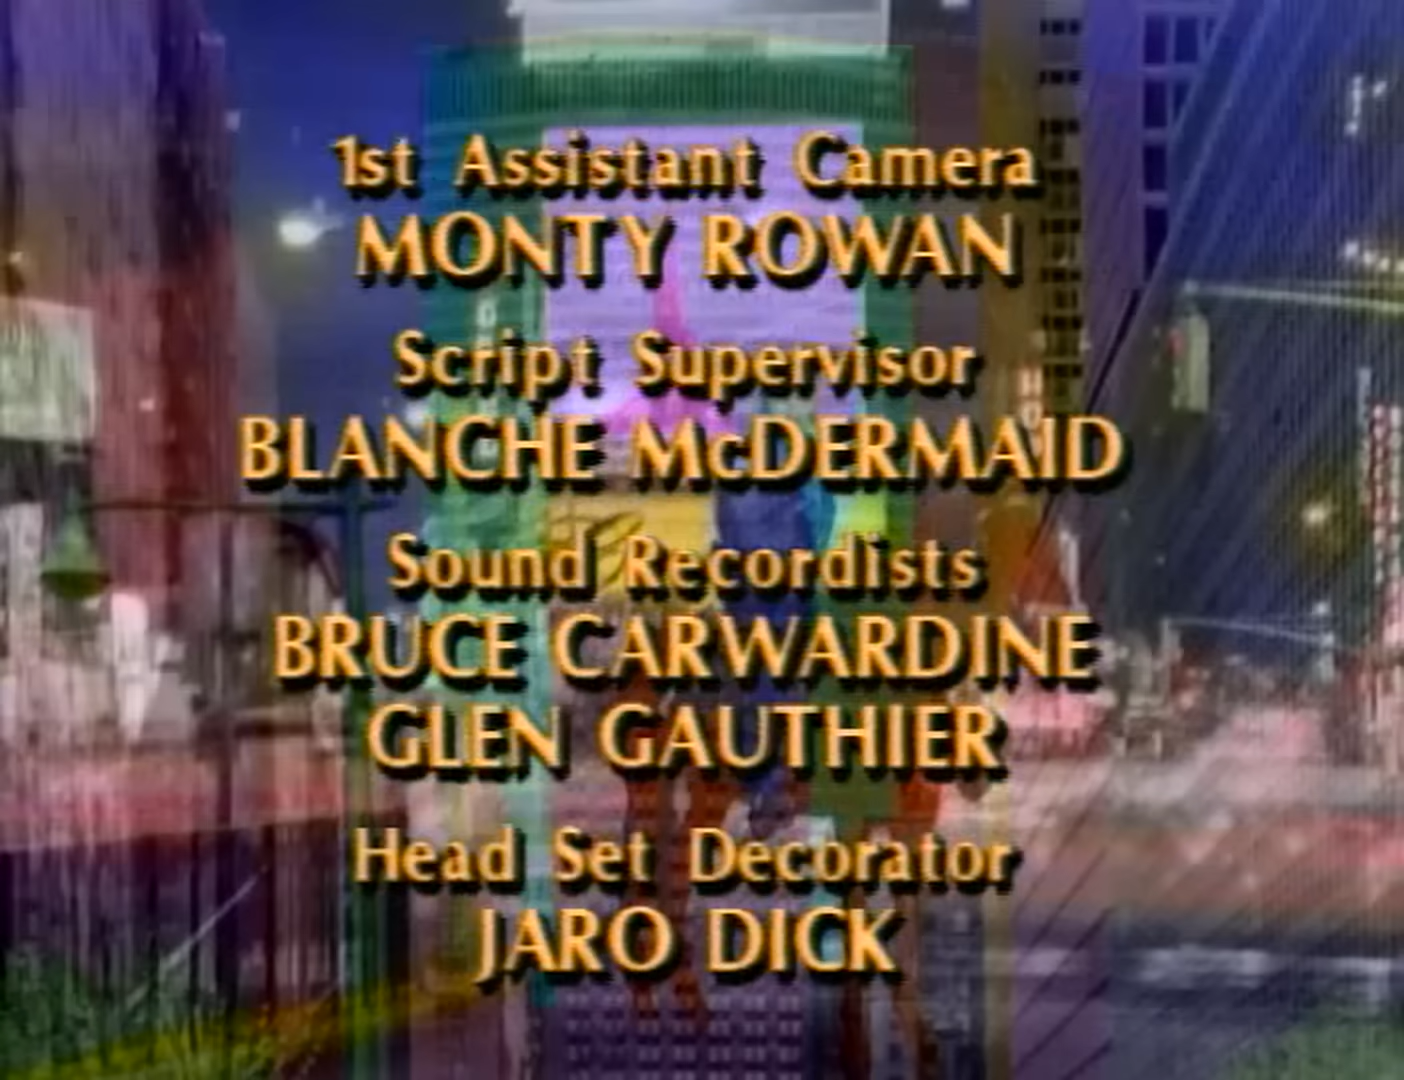 1st Assistant Camera
MONTY ROWAN
Script Supervisor
BLANCHE McDERMAID
Sound Recordists
BRUCE CARWARDINE
GLEN GAUTHIER
Head Set Decorator
JARO DICK